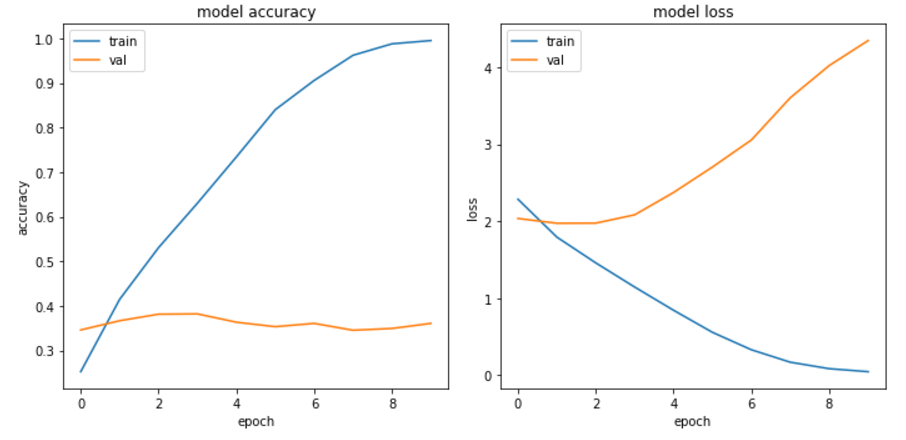 model accuracy
train
val
1.0
0.9
0.8
0.7
0.6
0.5
0.4
0.3
accuracy
0 2 4 6 8
epoch
model loss
train
val
4
3
2
1
0
loss
0 2 4 6 8
epoch